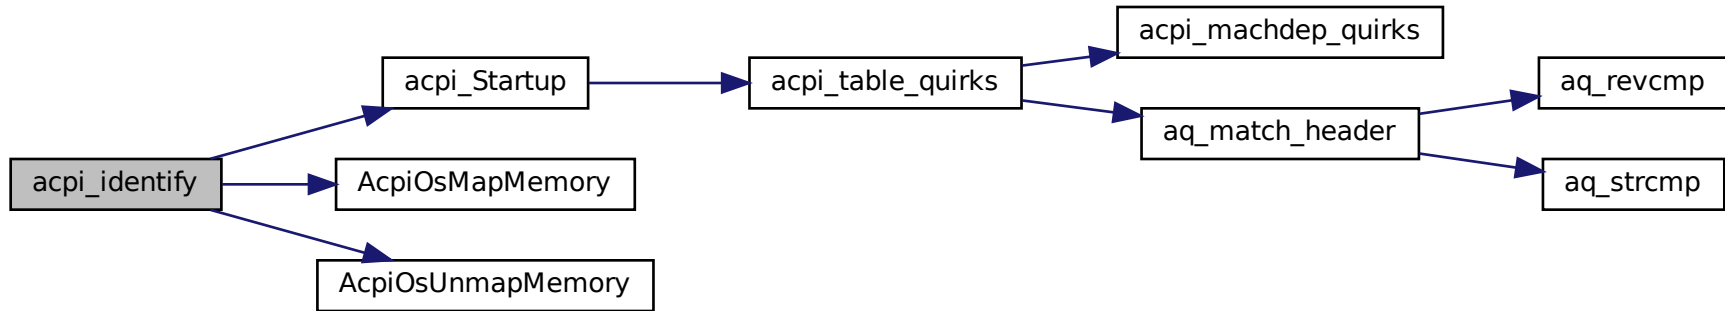 acpi_identify
acpi_Startup
AcpiOsMapMemory
AcpiOsUnmapMemory
acpi_table_quirks
acpi_machdep_quirks
aq_match_header
aq_revcmp
aq_strcmp